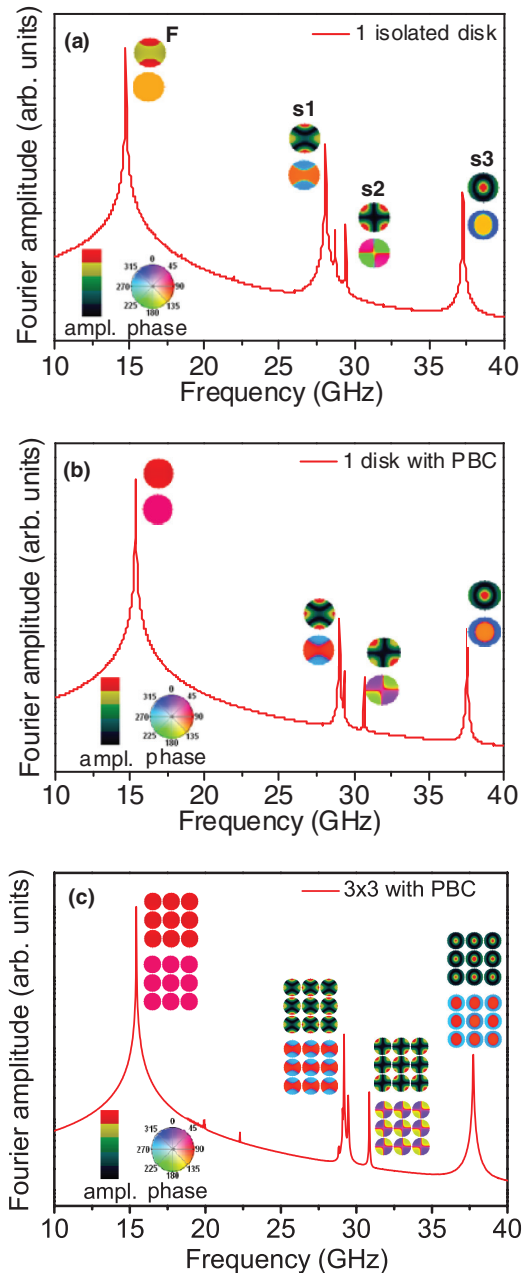 (a)
F
1 isolated disk
s1
s2
s3
Fourier amplitude (arb. units)
0
315 45
270 90
225 135
180
ampl. phase
10 15 20 25 30 35 40
Frequency (GHz)
(b)
1 disk with PBC
Fourier amplitude (arb. units)
0
315 45
270 90
225 135
180
ampl. phase
10 15 20 25 30 35 40
Frequency (GHz)
(c)
3x3 with PBC
Fourier amplitude (arb. units)
0
315 45
270 90
225 135
180
ampl. phase
10 15 20 25 30 35 40
Frequency (GHz)